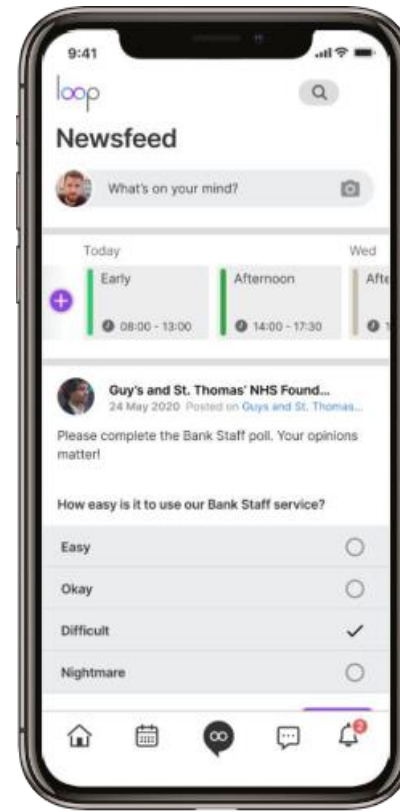 9:41
loop
Newsfeed
What's on your mind?
Today Wed
Early Afternoon Afte
08:00 - 13:00 14:00 - 17:30 1
Guy's and St. Thomas' NHS Found...
24 May 2020 Posted on Guys and St. Thomas...
Please complete the Bank Staff poll. Your opinions
matter!
How easy is it to use our Bank Staff service?
Easy
Okay
Difficult
Nightmare
2